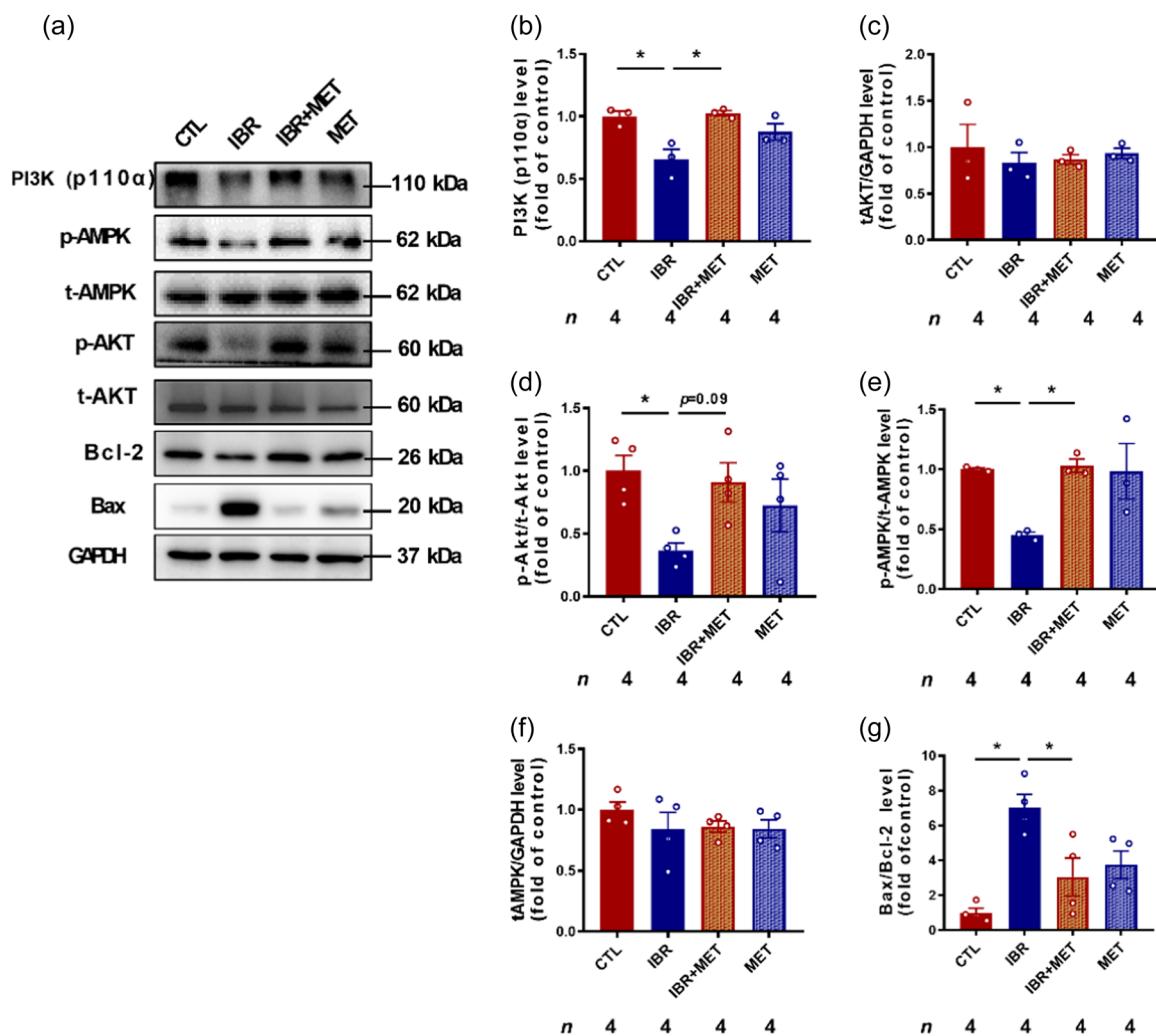 (a)
CTL IBR IBR+MET MET
PI3K (p110α) 110 kDa
p-AMPK 62 kDa
t-AMPK 62 kDa
p-AKT 60 kDa
t-AKT 60 kDa
Bcl-2 26 kDa
Bax 20 kDa
GAPDH 37 kDa
(b)
PI3K (p110α) level
(fold of control)
1.5
1.0
0.5
0.0
* *
CTL IBR IBR+MET MET
n 4 4 4 4
(c)
tAKT/GAPDH level
(fold of control)
2.0
1.5
1.0
0.5
0.0
CTL IBR IBR+MET MET
n 4 4 4 4
(d)
p-Akt/t-Akt level
(fold of control)
1.5
1.0
0.5
0.0
* p=0.09
CTL IBR IBR+MET MET
n 4 4 4 4
(e)
p-AMPK/t-AMPK level
(fold of control)
1.5
1.0
0.5
0.0
* *
CTL IBR IBR+MET MET
n 4 4 4 4
(f)
tAMPK/GAPDH level
(fold of control)
1.5
1.0
0.5
0.0
CTL IBR IBR+MET MET
n 4 4 4 4
(g)
Bax/Bcl-2 level
(fold ofcontrol)
10
8
6
4
2
0
* *
CTL IBR IBR+MET MET
n 4 4 4 4